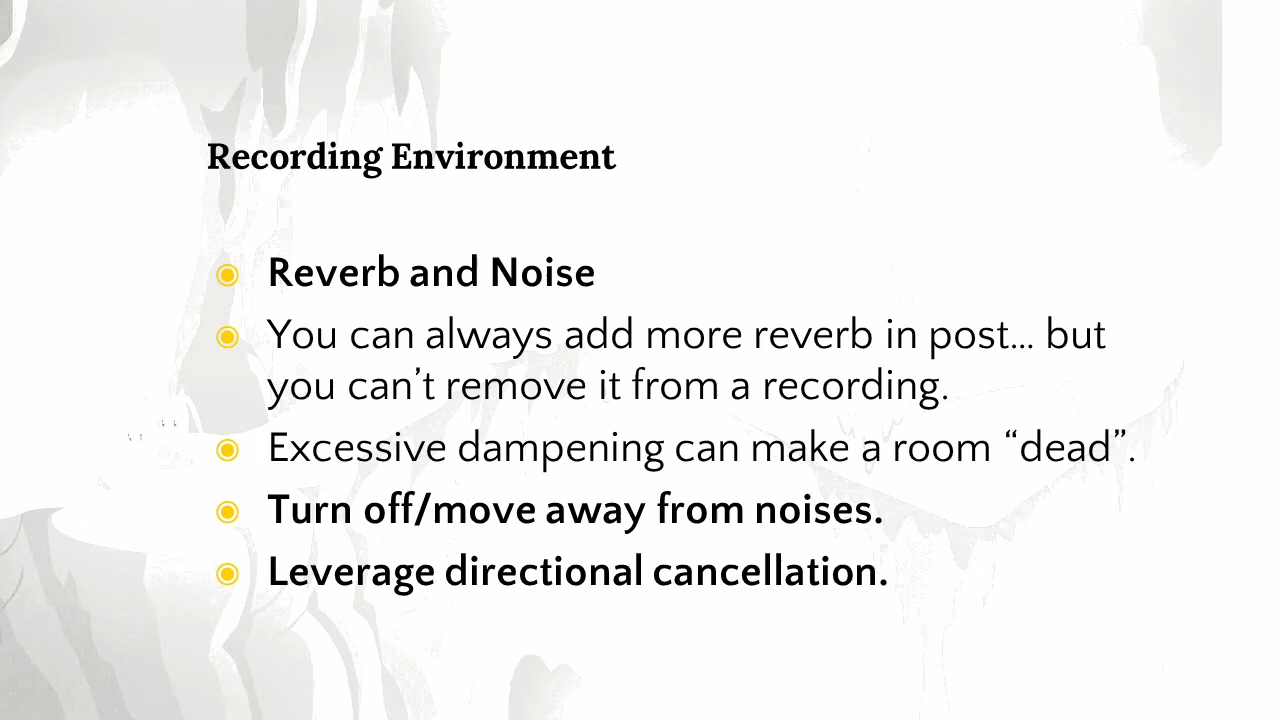 Recording Environment
Reverb and Noise
You can always add more reverb in post… but
you can’t remove it from a recording.
Excessive dampening can make a room “dead”.
Turn off/move away from noises.
Leverage directional cancellation.